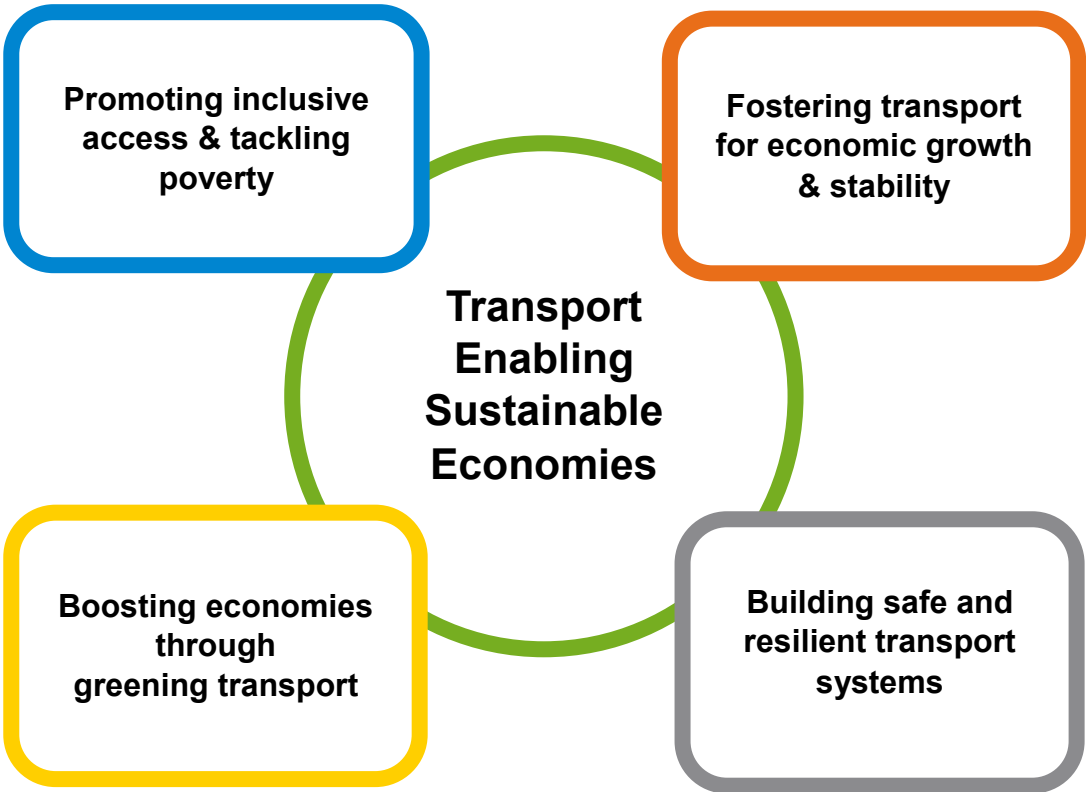 Promoting inclusive
access & tackling
poverty
Fostering transport
for economic growth
& stability
Transport
Enabling
Sustainable
Economies
Boosting economies
through
greening transport
Building safe and
resilient transport
systems